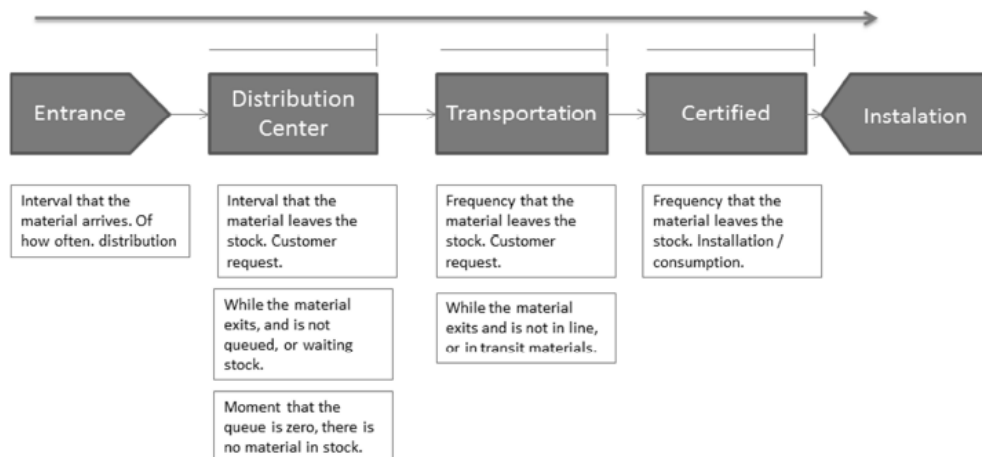 Entrance
Distribution
Center
Transportation
Certified
Instalation
Interval that the
material arrives. Of
how often. distribution
Interval that the
material leaves the
stock. Customer
request.
While the material
exits, and is not
queued, or waiting
stock.
Moment that the
queue is zero, there is
no material in stock.
Frequency that the
material leaves the
stock. Customer
request.
While the material
exits and is not in line,
or in transit materials.
Frequency that the
material leaves the
stock. Installation /
consumption.